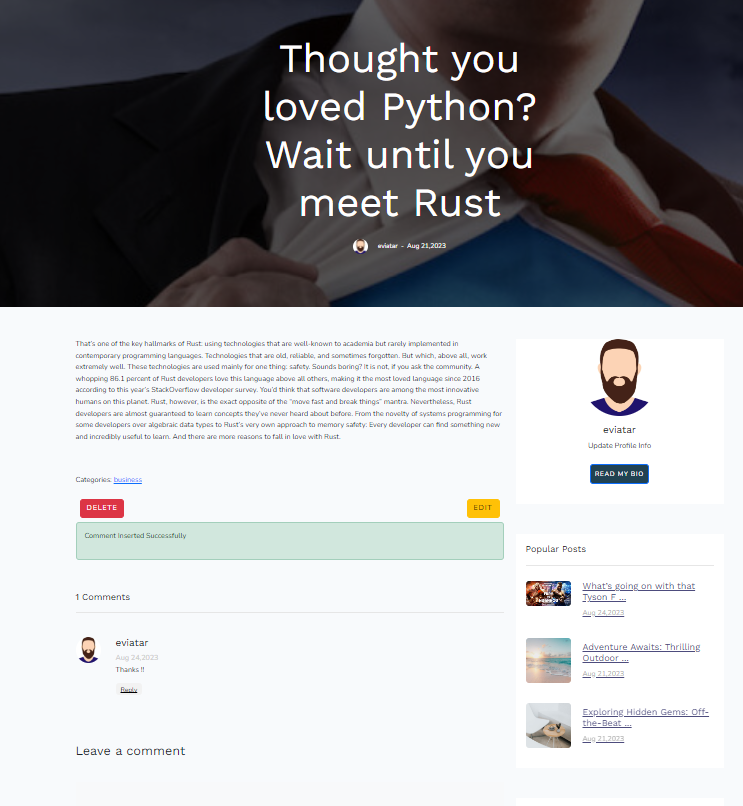 Thought you
loved Python?
Wait until you
meet Rust
eviatar - Aug 21,2023
That's one of the key hallmarks of Rust: using technologies that are well-known to academia but rarely implemented in
contemporary programming languages. Technologies that are old, reliable, and sometimes forgotten. But which, above all, work
extremely well. These technologies are used mainly for one thing: safety. Sounds boring? It is not, if you ask the community. A
whopping 86.1 percent of Rust developers love this language above all others, making it the most loved language since 2016
according to this year's StackOverflow developer survey. You'd think that software developers are among the most innovative
humans on this planet. Rust, however, is the exact opposite of the "move fast and break things" mantra. Nevertheless, Rust
developers are almost guaranteed to learn concepts they've never heard about before. From the novelty of systems programming for
some developers over algebraic data types to Rust's very own approach to memory safety: Every developer can find something new
and incredibly useful to learn. And there are more reasons to fall in love with Rust.
Categories: business
DELETE
EDIT
Comment Inserted Successfully
1 Comments
eviatar
Aug 24,2023
Thanks !!
Reply
Leave a comment
eviatar
Update Profile Info
READ MY BIO
Popular Posts
What's going on with that
Tyson F ...
Aug 24,2023
Adventure Awaits: Thrilling
Outdoor ...
Aug 21,2023
Exploring Hidden Gems: Off-
the-Beat ...
Aug 21,2023